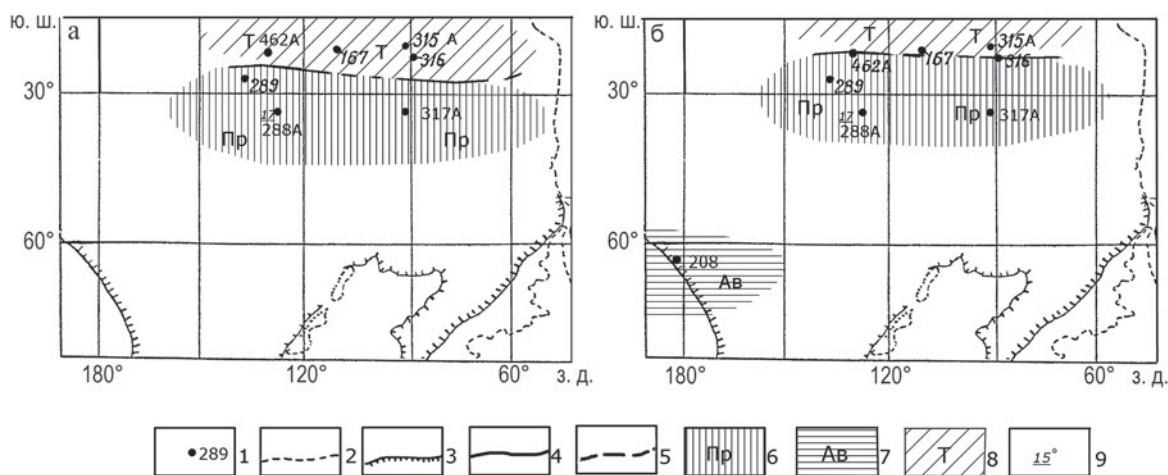 ю. ш. а Т 462А Т 315 А
167 316
289
30°
17 317А
288А
Пр Пр
60°
180° 120° 60° з. д.
ю. ш. б Т Т 315А
462А 167 316
289
30°
17 317А
288А
Пр Пр
60°
208
Ав
180° 120° 60° з. д.
289 1 2 3 4 5 Пр 6 Ав 7 Т 8 15° 9